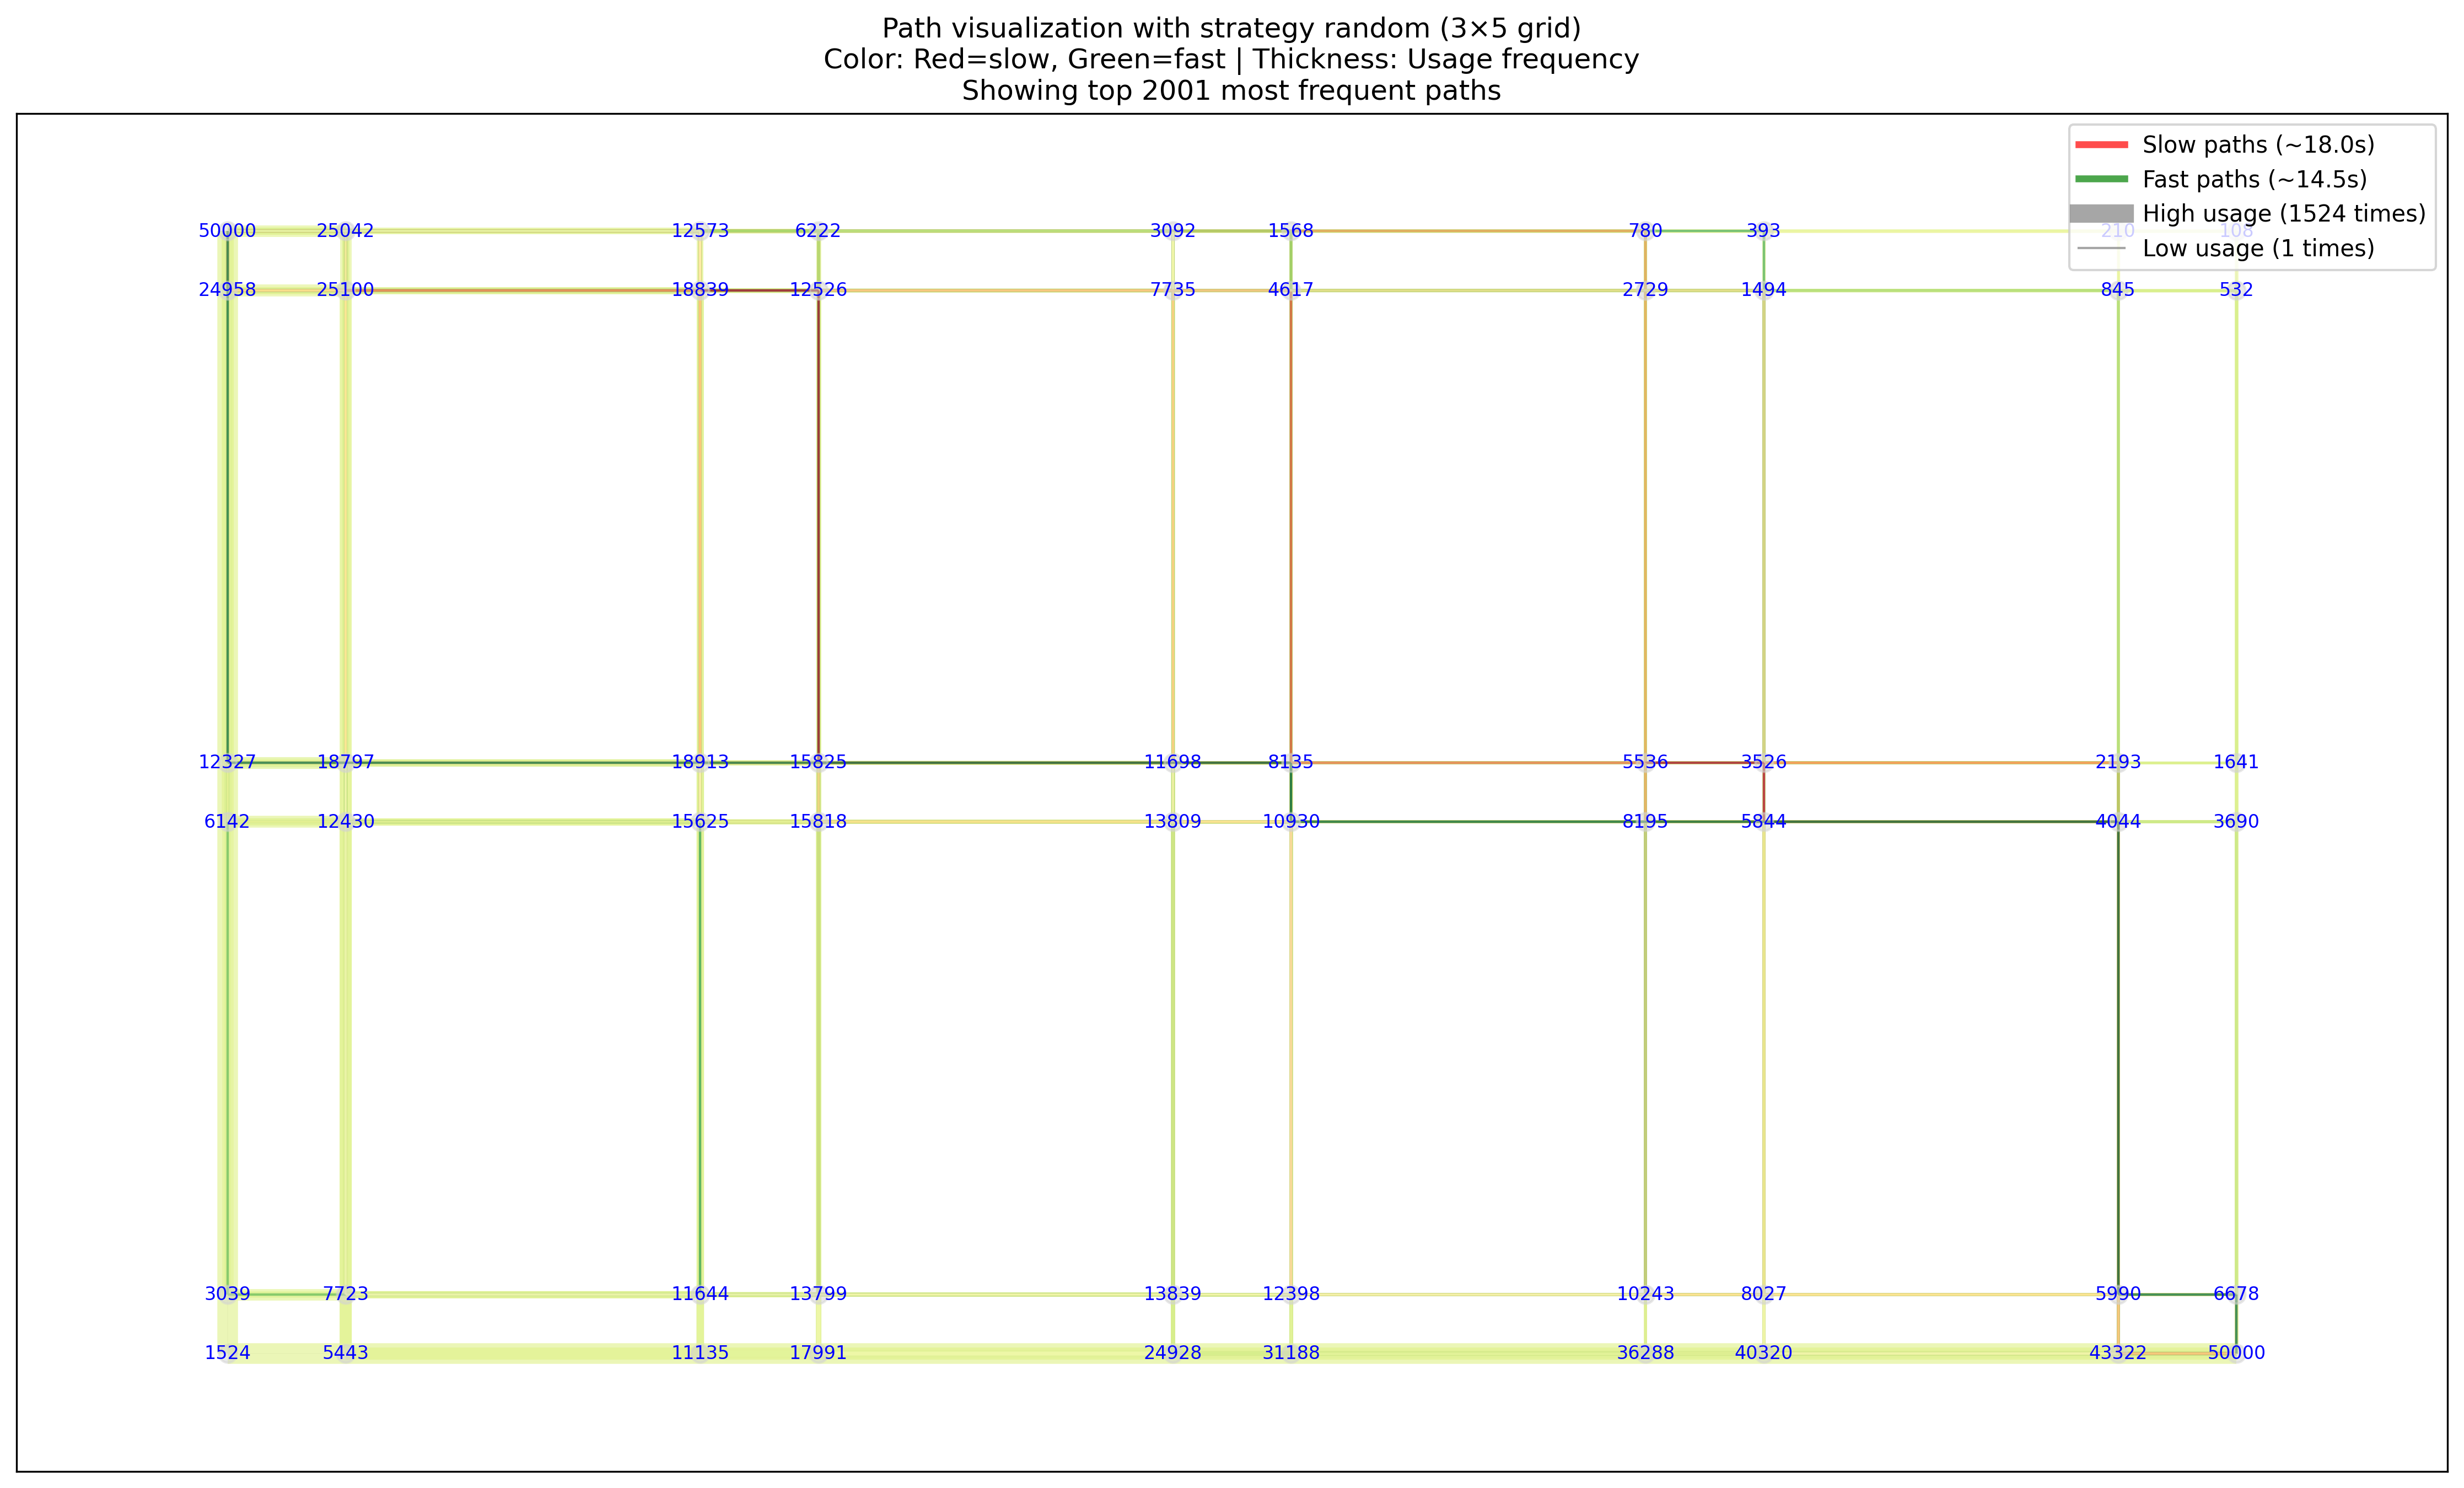 Path visualization with strategy random (3×5 grid)
Color: Red=slow, Green=fast | Thickness: Usage frequency
Showing top 2001 most frequent paths
Slow paths (~18.0s)
Fast paths (~14.5s)
High usage (1524 times)
Low usage (1 times)
50000 25042 12573 6222 3092 1568 780 393 210 108
24958 25100 18839 12526 7735 4617 2729 1494 845 532
12327 18797 18913 15825 11698 8135 5536 3526 2193 1641
6142 12430 15625 15818 13809 10930 8195 5844 4044 3690
3039 7723 11644 13799 13839 12398 10243 8027 5990 6678
1524 5443 11135 17991 24928 31188 36288 40320 43322 50000